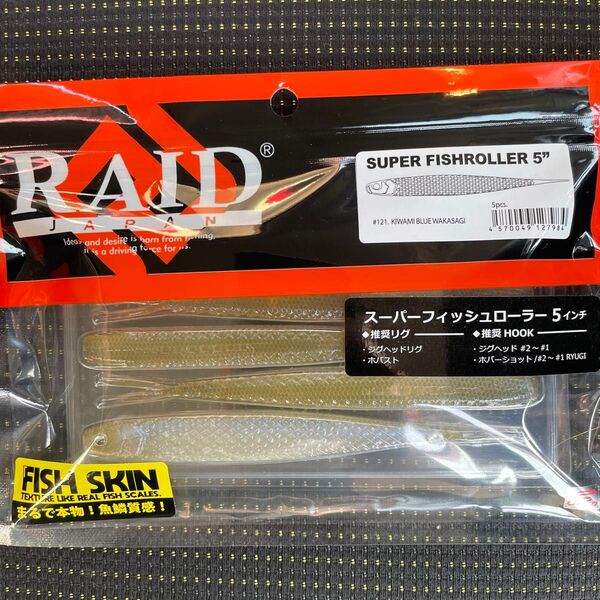 RAID®
JAPAN
Ideas and desire is born from fishing,
it is a driving force for us.
SUPER FISHROLLER 5”
5pcs.
#121. KIWAMI BLUE WAKASAGI
4 570049 127984
スーパーフィッシュローラー 5インチ
◆推奨リグ
・ジグヘッドリグ
・ホバスト
◆推奨 HOOK
・ジグヘッド #2～#1
・ホバーショット/#2～#1 RYUGI
FISH SKIN
TEXTURE LIKE REAL FISH SCALES.
まるで本物！魚鱗質感！